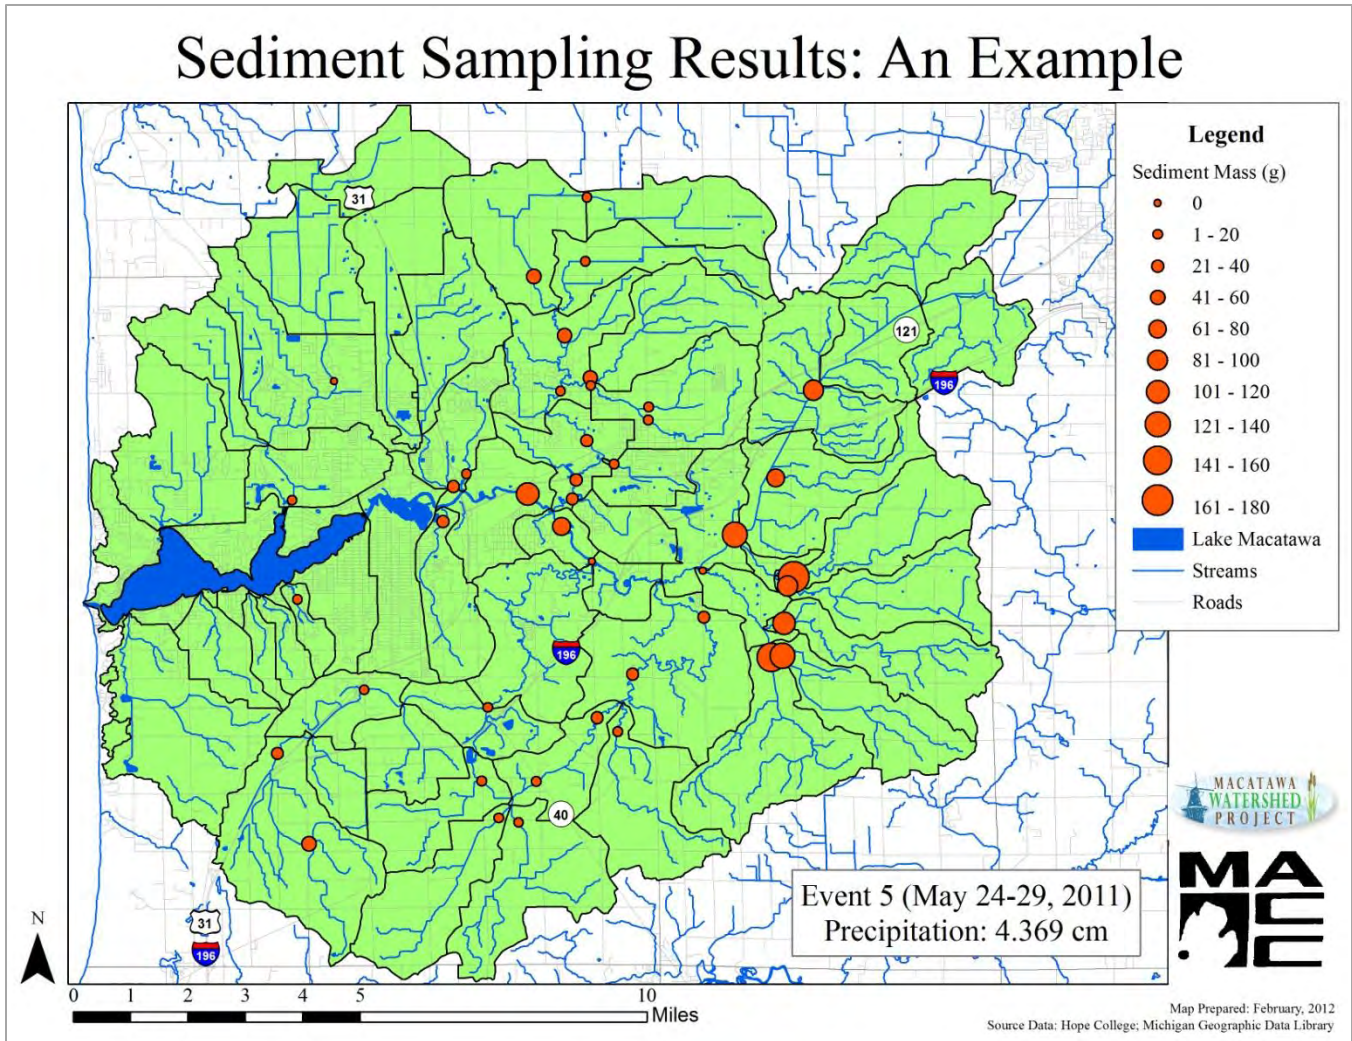 Sediment Sampling Results: An Example
Legend
Sediment Mass (g)
0
1 - 20
21 - 40
41 - 60
61 - 80
81 - 100
101 - 120
121 - 140
141 - 160
161 - 180
Lake Macatawa
Streams
Roads
31
121
196
196
40
31
196
MACATAWA
WATERSHED
PROJECT
MACC
Event 5 (May 24-29, 2011)
Precipitation: 4.369 cm
N
0 1 2 3 4 5 10 Miles
Map Prepared: February, 2012
Source Data: Hope College; Michigan Geographic Data Library